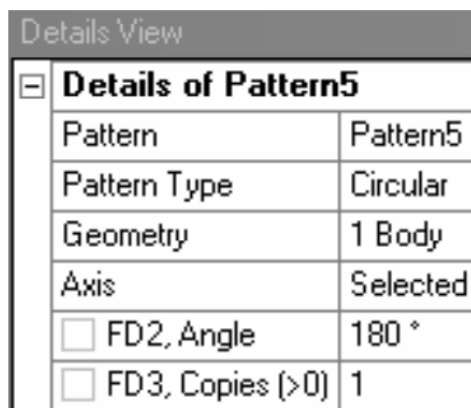 Details View
Details of Pattern5
Pattern Pattern5
Pattern Type Circular
Geometry 1 Body
Axis Selected
FD2, Angle 180 °
FD3, Copies (>0) 1